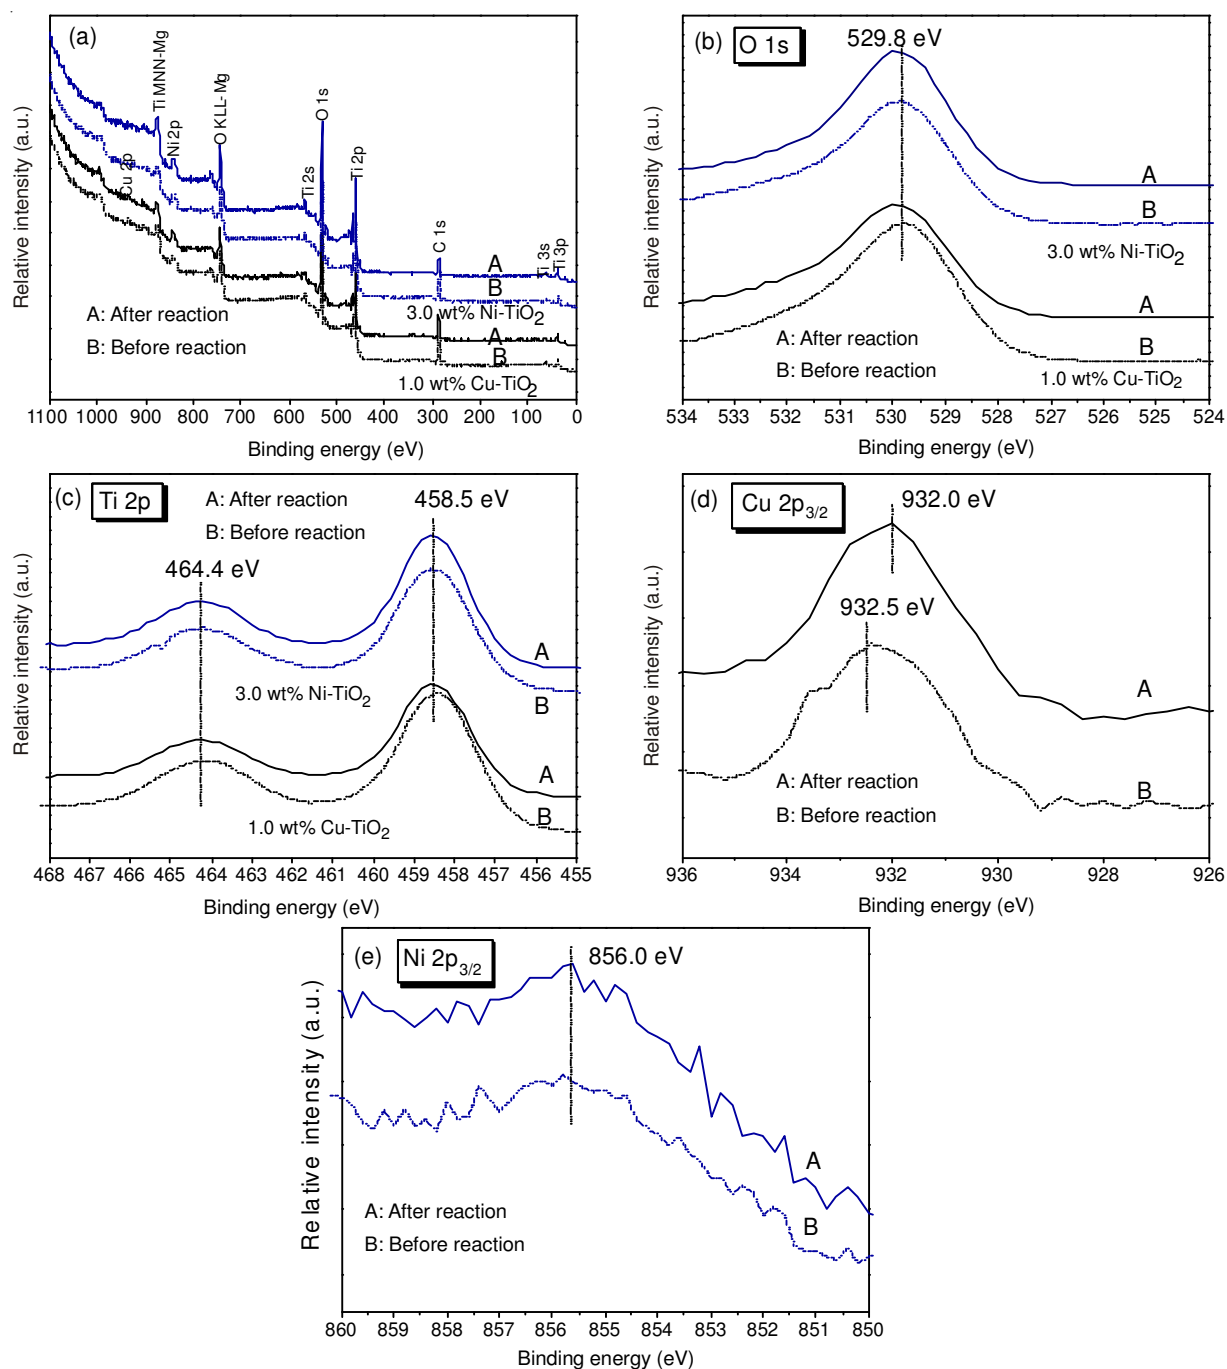 (a)
Ti MNN-Mg
Ni 2p
Cu 2p
O KLL-Mg
Ti 2s
O 1s
Ti 2p
C 1s
Ti 3s
Ti 3p
A
B
3.0 wt% Ni-TiO2
A
B
1.0 wt% Cu-TiO2
A: After reaction
B: Before reaction
Relative intensity (a.u.)
1100 1000 900 800 700 600 500 400 300 200 100 0
Binding energy (eV)
(b)
O 1s
529.8 eV
A
B
3.0 wt% Ni-TiO2
A
B
1.0 wt% Cu-TiO2
A: After reaction
B: Before reaction
Relative intensity (a.u.)
534 533 532 531 530 529 528 527 526 525 524
Binding energy (eV)
(c)
Ti 2p
A: After reaction
B: Before reaction
458.5 eV
464.4 eV
A
B
3.0 wt% Ni-TiO2
A
B
1.0 wt% Cu-TiO2
Relative intensity (a.u.)
468 467 466 465 464 463 462 461 460 459 458 457 456 455
Binding energy (eV)
(d)
Cu 2p3/2
932.0 eV
932.5 eV
A
B
A: After reaction
B: Before reaction
Relative intensity (a.u.)
936 934 932 930 928 926
Binding energy (eV)
(e)
Ni 2p3/2
856.0 eV
A
B
A: After reaction
B: Before reaction
Relative intensity (a.u.)
860 859 858 857 856 855 854 853 852 851 850
Binding energy (eV)